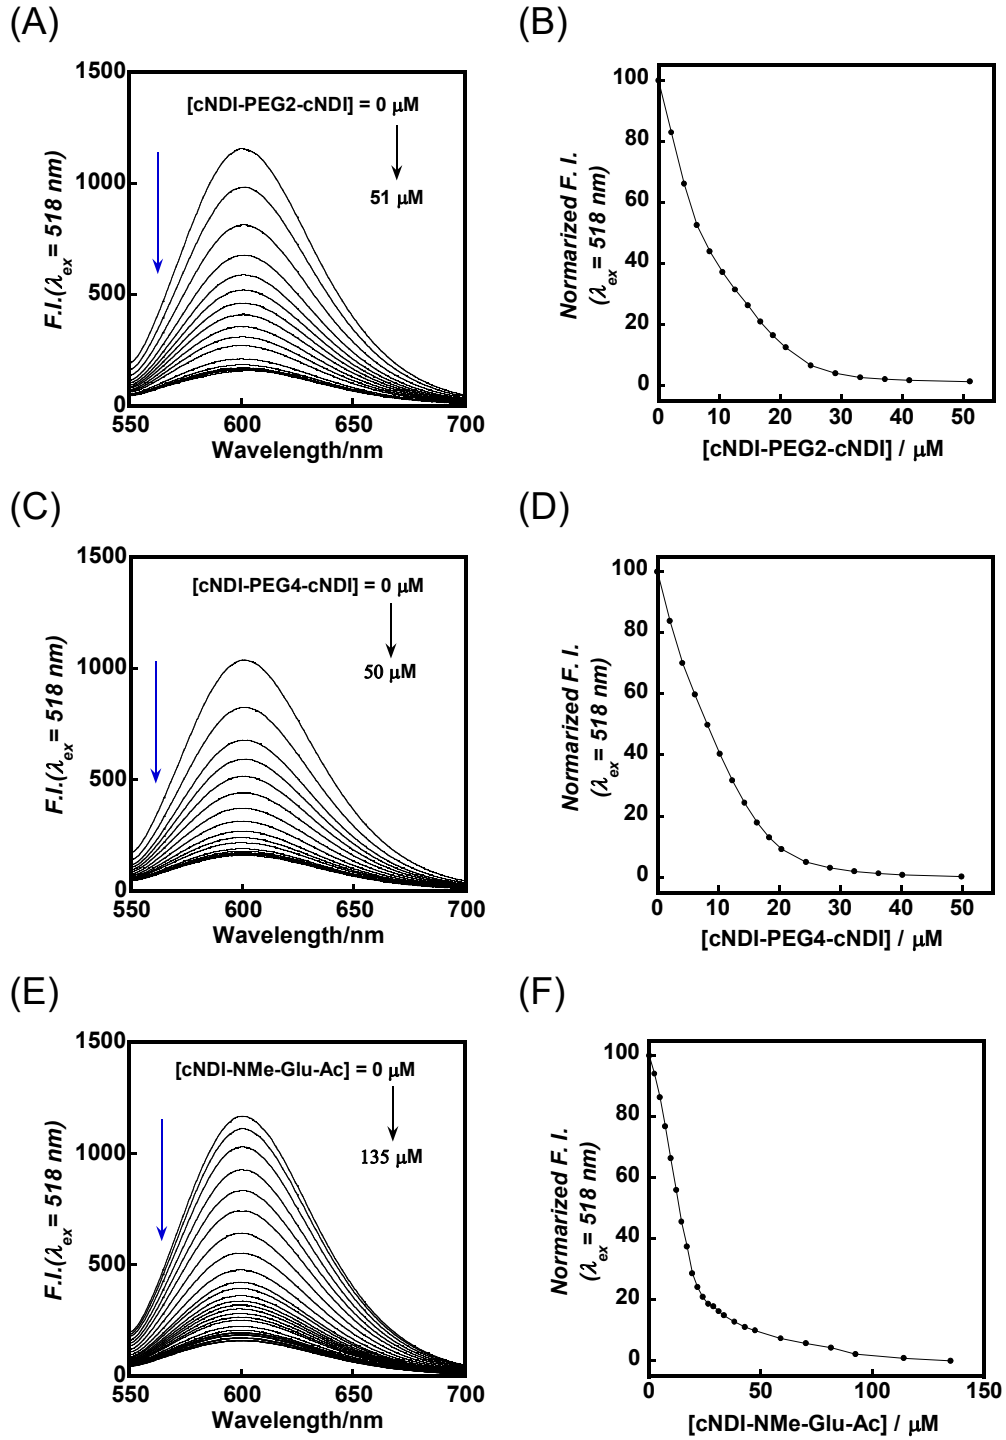 (A)
1500
1000
500
0
550
600
650
700
F.I.(λex = 518 nm)
Wavelength/nm
[cNDI-PEG2-cNDI] = 0 μM
51 μM
(B)
100
80
60
40
20
0
0
10
20
30
40
50
Normarized F. I.
(λex = 518 nm)
[cNDI-PEG2-cNDI] / μM
(C)
1500
1000
500
0
550
600
650
700
F.I.(λex = 518 nm)
Wavelength/nm
[cNDI-PEG4-cNDI] = 0 μM
50 μM
(D)
100
80
60
40
20
0
0
10
20
30
40
50
Normarized F. I.
(λex = 518 nm)
[cNDI-PEG4-cNDI] / μM
(E)
1500
1000
500
0
550
600
650
700
F.I.(λex = 518 nm)
Wavelength/nm
[cNDI-NMe-Glu-Ac] = 0 μM
135 μM
(F)
100
80
60
40
20
0
0
50
100
150
Normarized F. I.
(λex = 518 nm)
[cNDI-NMe-Glu-Ac] / μM